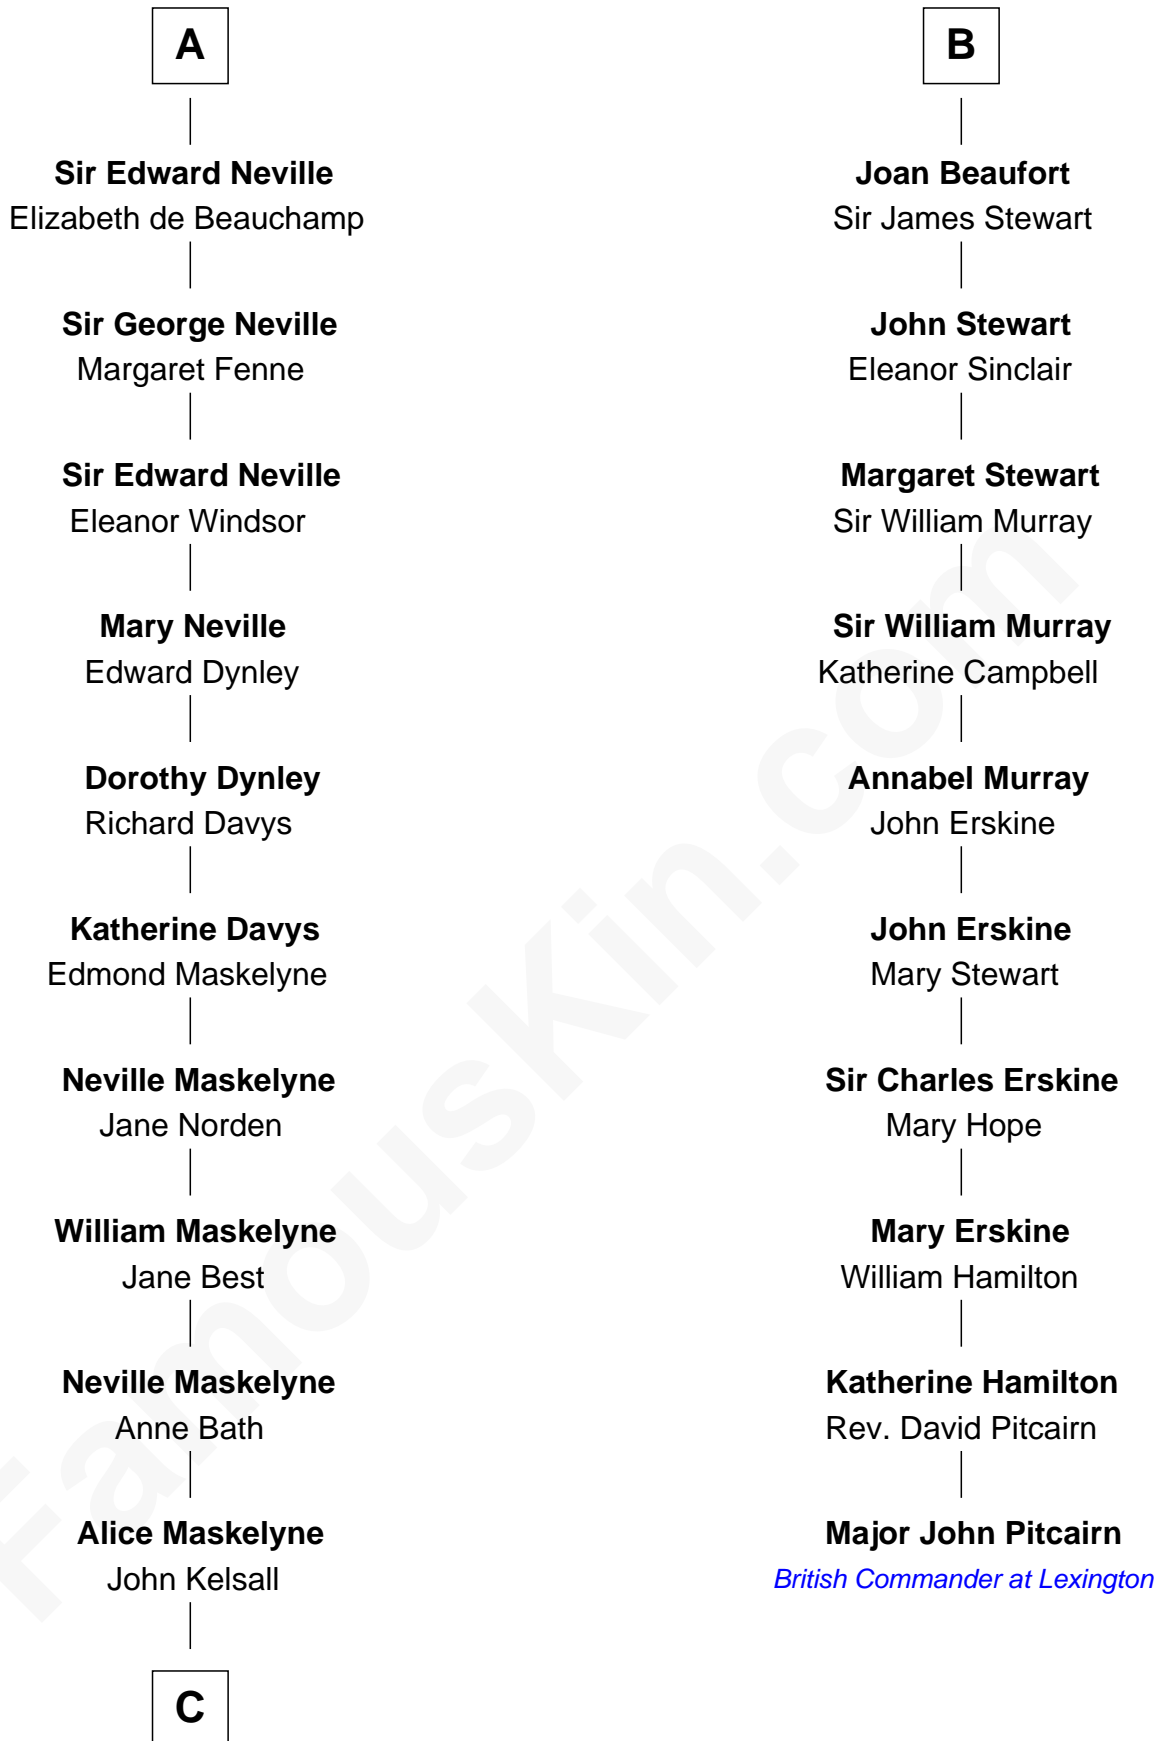 A
Sir Edward Neville
Elizabeth de Beauchamp
Sir George Neville
Margaret Fenne
Sir Edward Neville
Eleanor Windsor
Mary Neville
Edward Dynley
Dorothy Dynley
Richard Davys
Katherine Davys
Edmond Maskelyne
Neville Maskelyne
Jane Norden
William Maskelyne
Jane Best
Neville Maskelyne
Anne Bath
Alice Maskelyne
John Kelsall
C
B
Joan Beaufort
Sir James Stewart
John Stewart
Eleanor Sinclair
Margaret Stewart
Sir William Murray
Sir William Murray
Katherine Campbell
Annabel Murray
John Erskine
John Erskine
Mary Stewart
Sir Charles Erskine
Mary Hope
Mary Erskine
William Hamilton
Katherine Hamilton
Rev. David Pitcairn
Major John Pitcairn
British Commander at Lexington
FamousKin.com